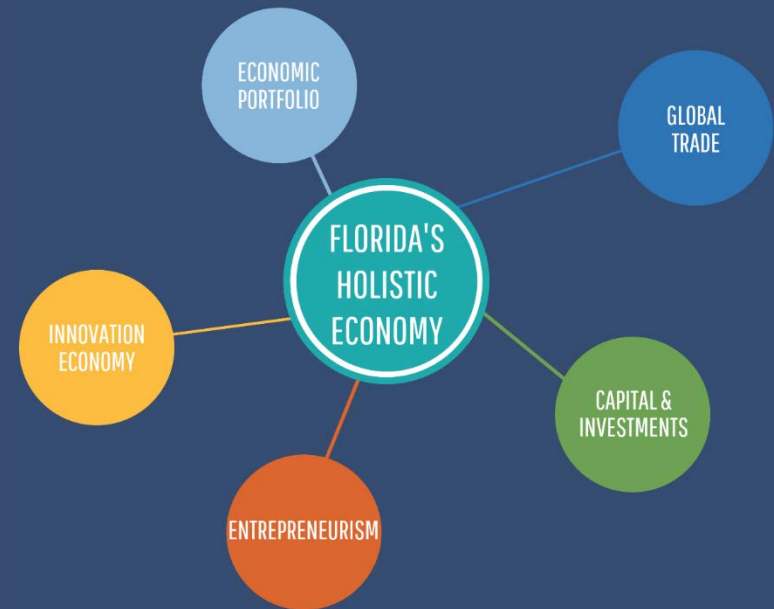 ECONOMIC
PORTFOLIO
GLOBAL
TRADE
FLORIDA'S
HOLISTIC
ECONOMY
INNOVATION
ECONOMY
CAPITAL &
INVESTMENTS
ENTREPRENEURISM